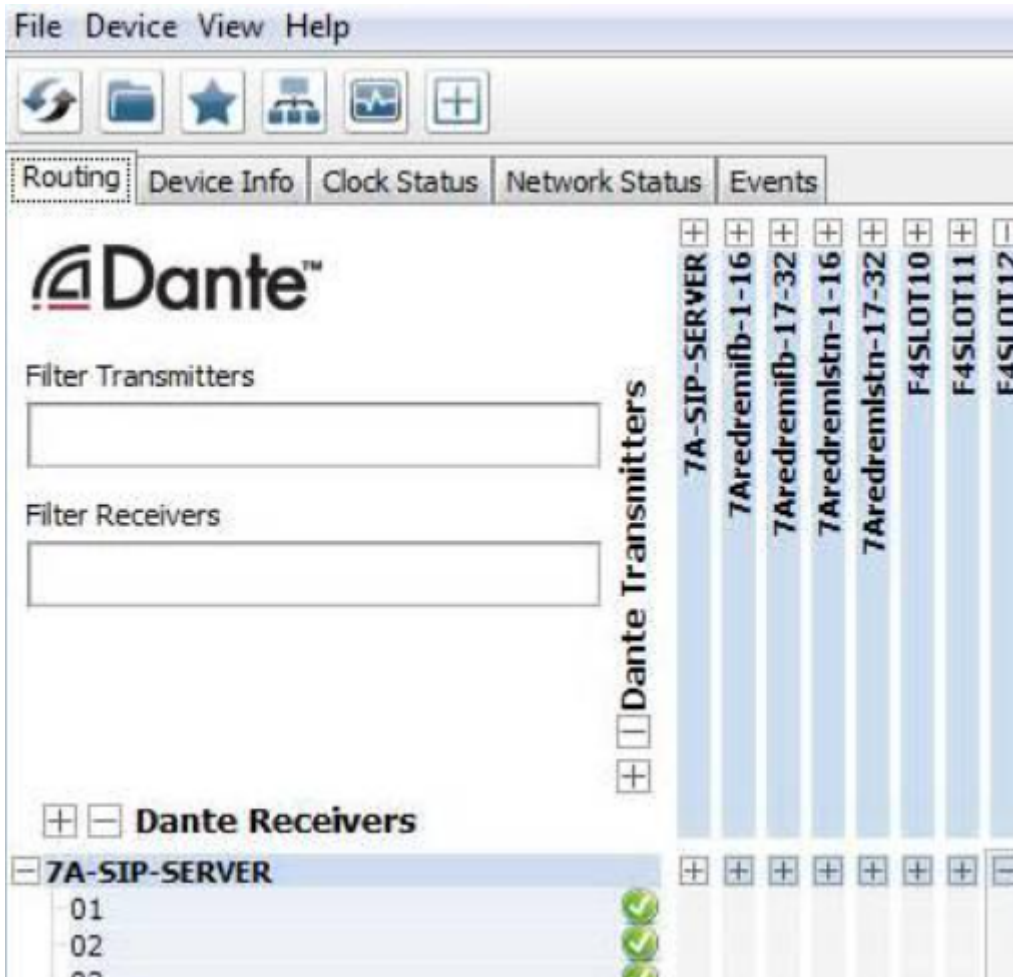 File Device View Help
Routing Device Info Clock Status Network Status Events
Dante™
Filter Transmitters
Filter Receivers
Dante Transmitters
7A-SIP-SERVER
7Aredremifb-1-16
7Aredremifb-17-32
7Aredremlstn-1-16
7Aredremlstn-17-32
F4SLOT10
F4SLOT11
F4SLOT12
Dante Receivers
7A-SIP-SERVER
01
02